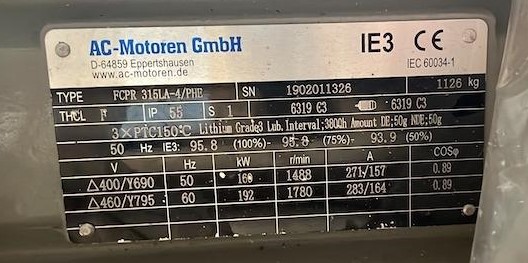 AC-Motoren GmbH
D-64859 Eppertshausen
www.ac-motoren.de
IE3 CE
IEC 60034-1
TYPE FCPR 315LA-4/PHE SN 1902011326 1126 kg
THCL F IP 55 S 1 6319 C3 6319 C3
3×PTC150°C Lithium Grade3 Lub.Interval:3800h Amount DE:50g NDE:50g
50 Hz IE3: 95.8 (100%)- 95.8 (75%)- 93.9 (50%)
V Hz kW r/min A COSφ
△400/Y690 50 160 1488 271/157 0.89
△460/Y795 60 192 1780 283/164 0.89